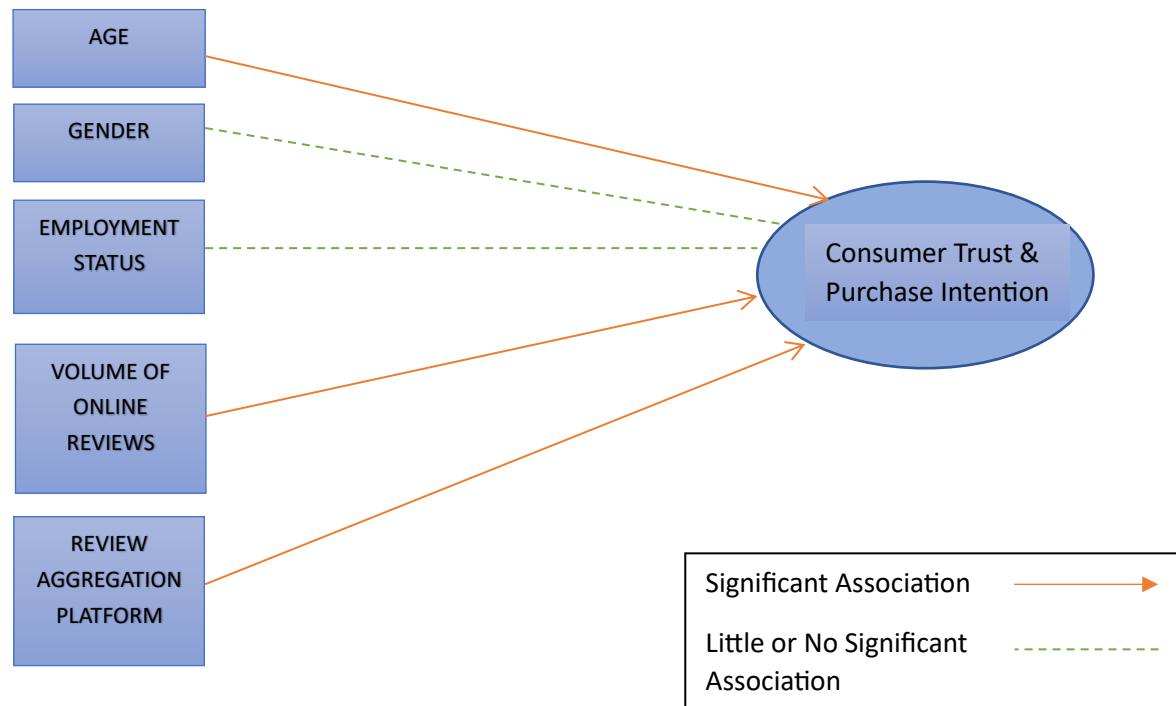 AGE
GENDER
EMPLOYMENT
STATUS
VOLUME OF
ONLINE
REVIEWS
REVIEW
AGGREGATION
PLATFORM
Consumer Trust &
Purchase Intention
Significant Association
Little or No Significant
Association